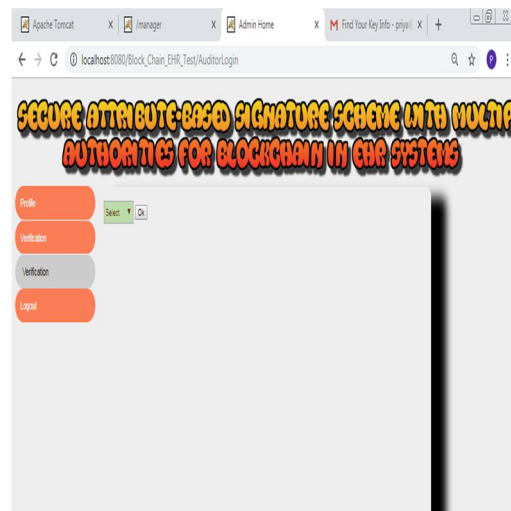 Apache Tomcat X /manager X Admin Home X Find Your Key Info - priya X +
localhost:8080/Block_Chain_EHR_Test/AuditorLogin P
SECURE ATTRIBUTE-BASED SIGNATURE SCHEME WITH MULTIP
AUTHORITIES FOR BLOCKCHAIN IN EHR SYSTEMS
Profile
Select Ok
Verification
Verification
Logout